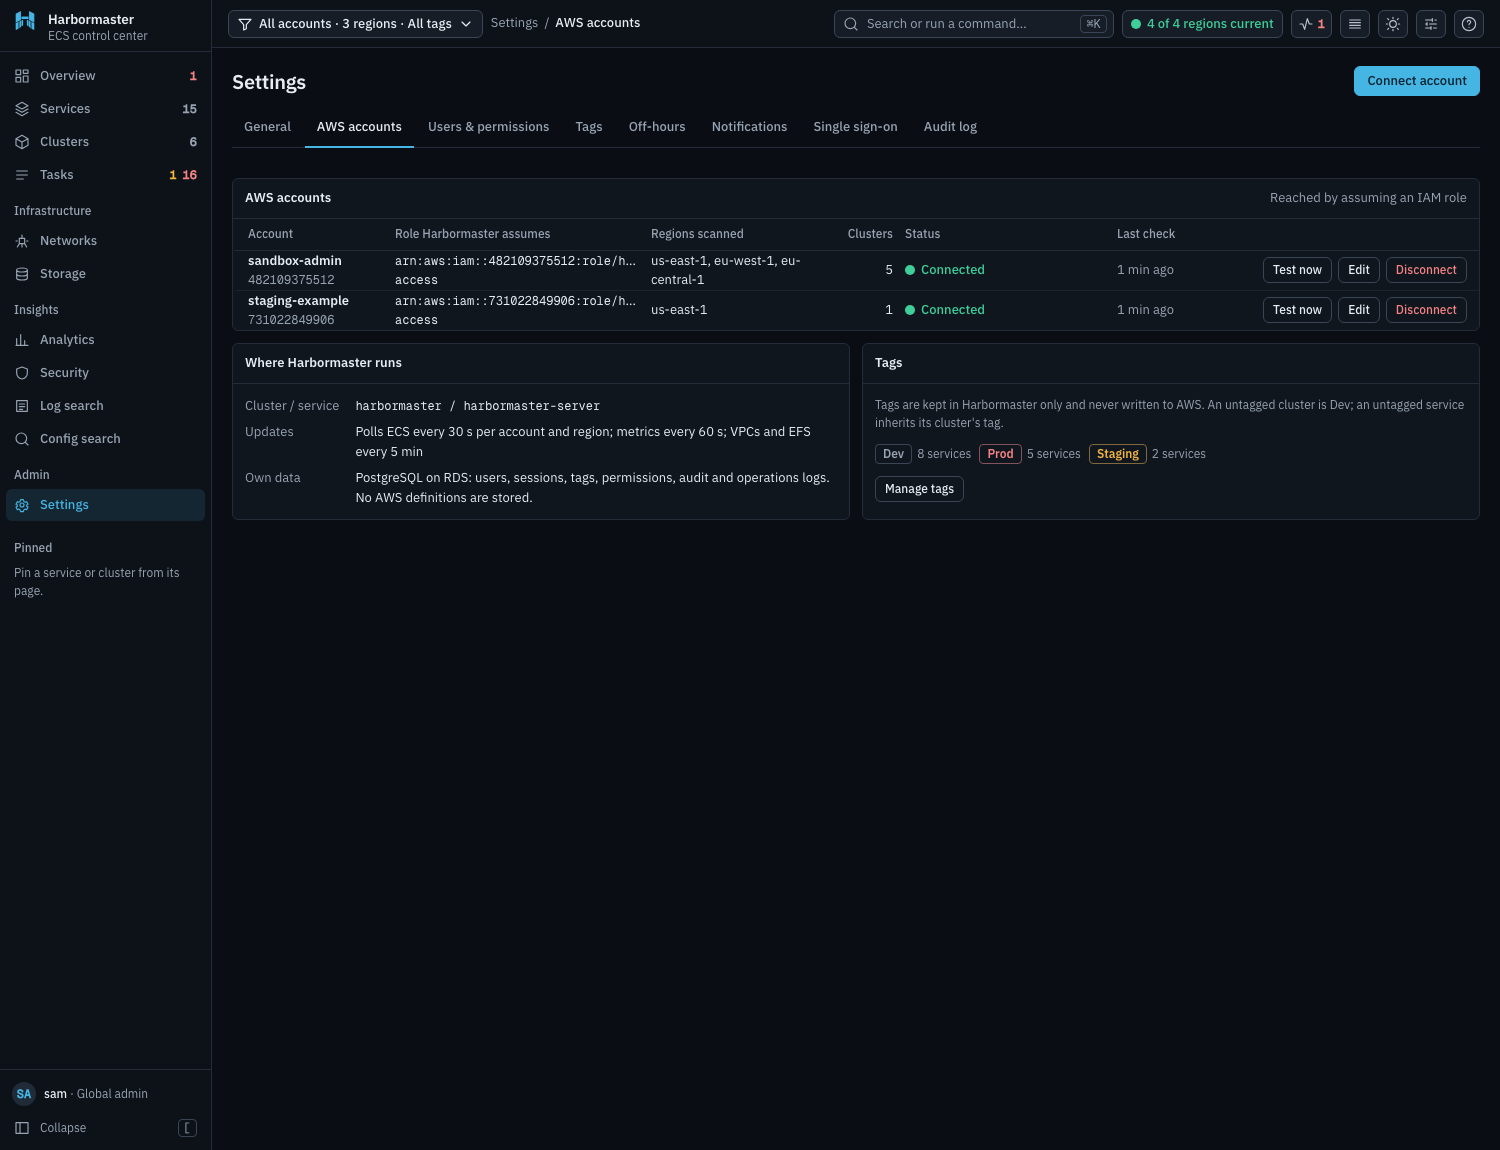 Harbormaster
ECS control center
All accounts · 3 regions · All tags
Settings / AWS accounts
Search or run a command...
⌘K
4 of 4 regions current
1
Overview 1
Services 15
Clusters 6
Tasks 1 16
Infrastructure
Networks
Storage
Insights
Analytics
Security
Log search
Config search
Admin
Settings
Pinned
Pin a service or cluster from its
page.
SA sam · Global admin
Collapse [
Settings
Connect account
General AWS accounts Users & permissions Tags Off-hours Notifications Single sign-on Audit log
AWS accounts Reached by assuming an IAM role
Account Role Harbormaster assumes Regions scanned Clusters Status Last check
sandbox-admin arn:aws:iam::482109375512:role/h… us-east-1, eu-west-1, eu- 5 Connected 1 min ago Test now Edit Disconnect
482109375512 access central-1
staging-example arn:aws:iam::731022849906:role/h… us-east-1 1 Connected 1 min ago Test now Edit Disconnect
731022849906 access
Where Harbormaster runs
Cluster / service harbormaster / harbormaster-server
Updates Polls ECS every 30 s per account and region; metrics every 60 s; VPCs and EFS
every 5 min
Own data PostgreSQL on RDS: users, sessions, tags, permissions, audit and operations logs.
No AWS definitions are stored.
Tags
Tags are kept in Harbormaster only and never written to AWS. An untagged cluster is Dev; an untagged service
inherits its cluster's tag.
Dev 8 services Prod 5 services Staging 2 services
Manage tags